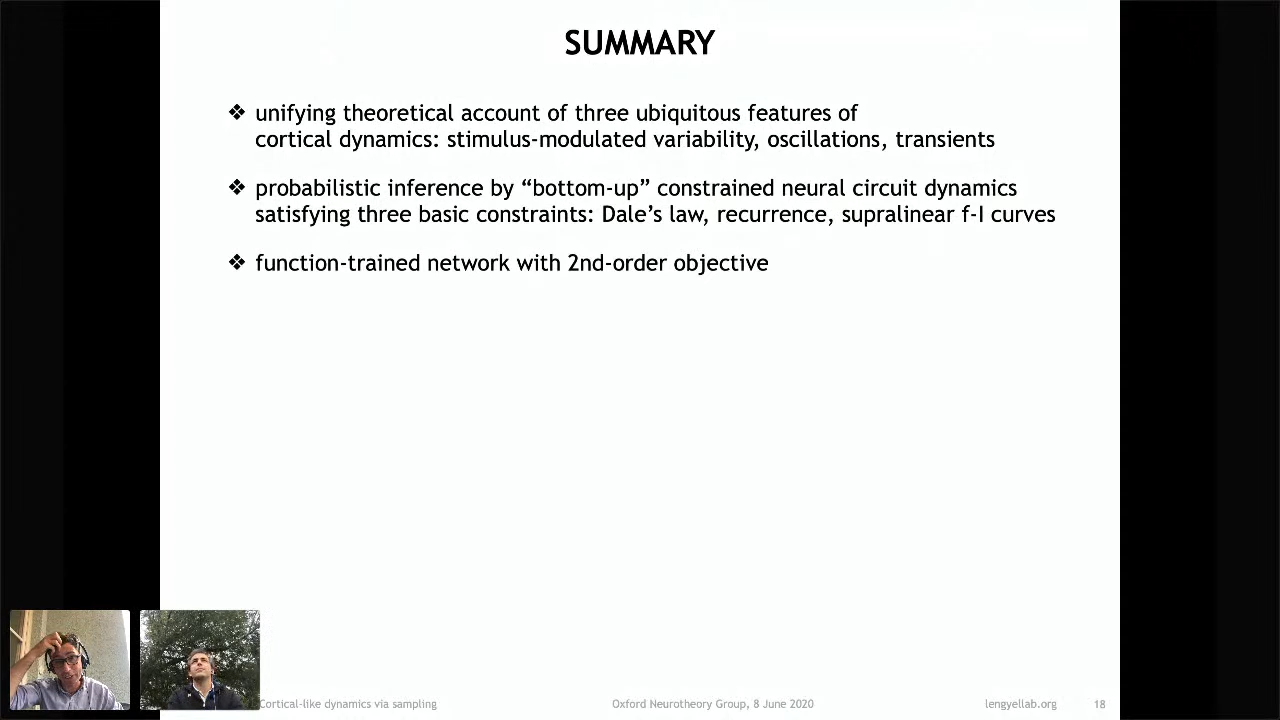 SUMMARY
❖ unifying theoretical account of three ubiquitous features of
cortical dynamics: stimulus-modulated variability, oscillations, transients
❖ probabilistic inference by “bottom-up” constrained neural circuit dynamics
satisfying three basic constraints: Dale’s law, recurrence, supralinear f-I curves
❖ function-trained network with 2nd-order objective
Cortical-like dynamics via sampling
Oxford Neurotheory Group, 8 June 2020
lengyellab.org
18